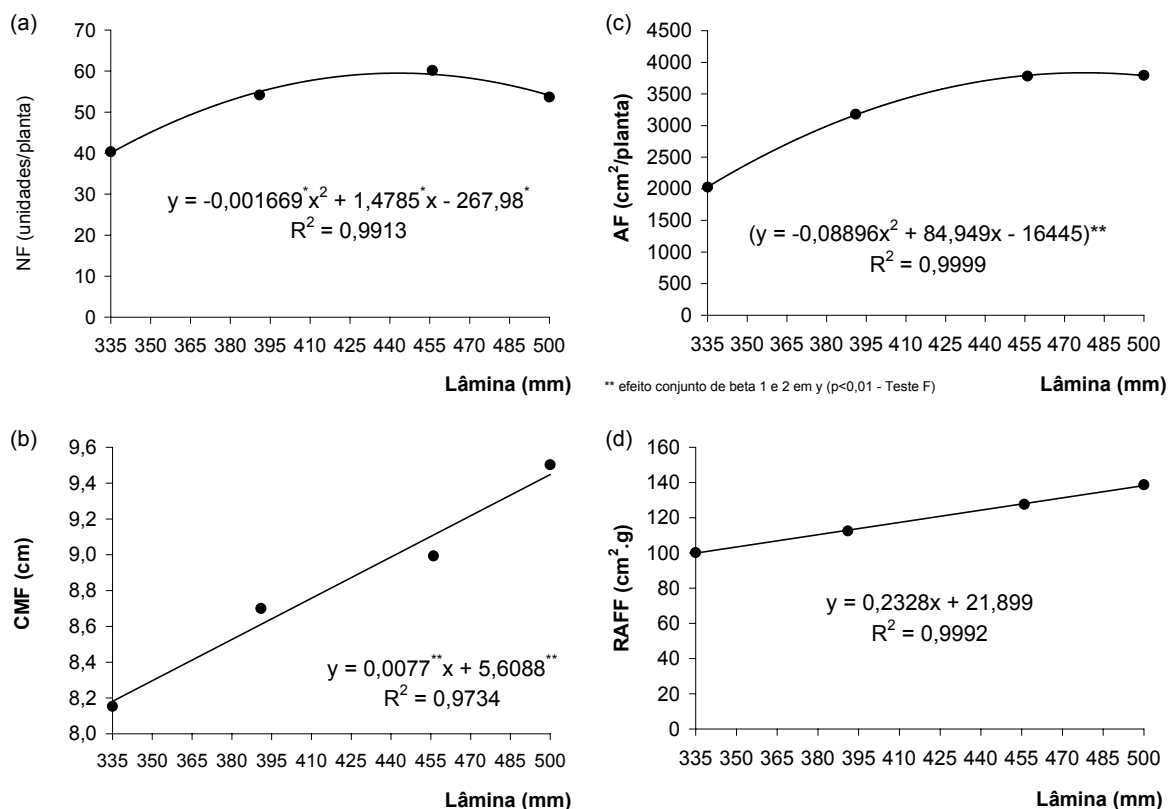 (a)
70
60
50
40
30
20
10
0
NF (unidades/planta)
y = -0,001669*x² + 1,4785*x - 267,98*
R² = 0,9913
335 350 365 380 395 410 425 440 455 470 485 500
Lâmina (mm)
(c)
4500
4000
3500
3000
2500
2000
1500
1000
500
0
AF (cm²/planta)
(y = -0,08896x² + 84,949x - 16445)**
R² = 0,9999
335 350 365 380 395 410 425 440 455 470 485 500
Lâmina (mm)
** efeito conjunto de beta 1 e 2 em y (p<0,01 - Teste F)
(b)
9,6
9,4
9,2
9,0
8,8
8,6
8,4
8,2
8,0
CMF (cm)
y = 0,0077**x + 5,6088**
R² = 0,9734
335 350 365 380 395 410 425 440 455 470 485 500
Lâmina (mm)
(d)
160
140
120
100
80
60
40
20
0
RAFF (cm².g)
y = 0,2328x + 21,899
R² = 0,9992
335 350 365 380 395 410 425 440 455 470 485 500
Lâmina (mm)